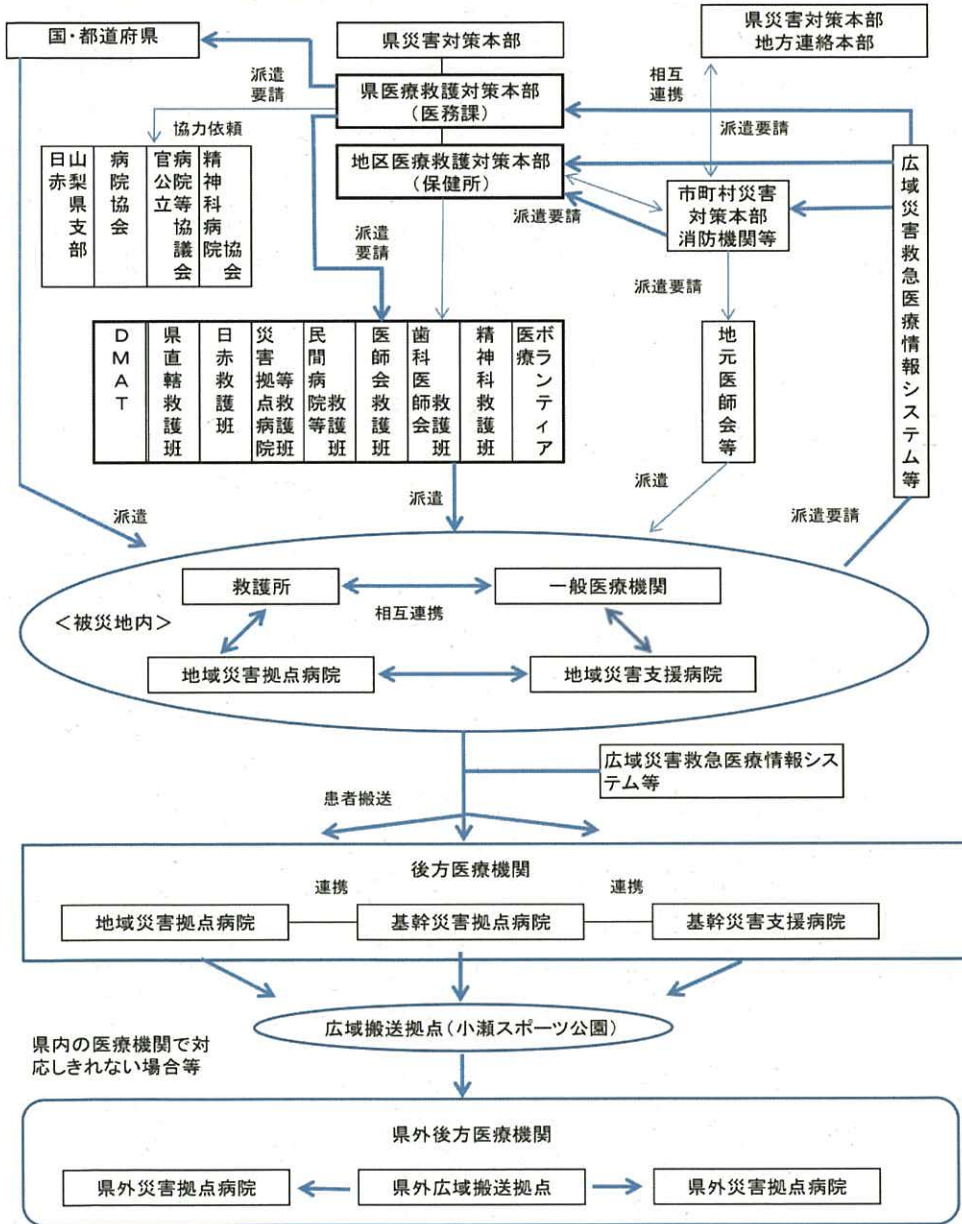 国・都道府県
県災害対策本部
県災害対策本部
地方連絡本部
派遣
要請
県医療救護対策本部
(医務課)
相互
連携
派遣要請
協力依頼
日赤
山梨県支部
病院協会
官公立
病院等協議会
精神科病院協会
地区医療救護対策本部
(保健所)
派遣要請
市町村災害
対策本部
消防機関等
広域災害救急医療情報システム等
派遣
要請
派遣要請
DMAT
県直轄救護班
日赤救護班
災害拠点病院
等救護班
民間病院等
救護班
医師会救護班
歯科医師会
救護班
精神科救護班
医療
ボランティア
地元医師会等
派遣
派遣
派遣
派遣要請
<被災地内>
救護所
一般医療機関
相互連携
地域災害拠点病院
地域災害支援病院
広域災害救急医療情報シス
テム等
患者搬送
後方医療機関
連携
連携
地域災害拠点病院
基幹災害拠点病院
基幹災害支援病院
広域搬送拠点(小瀬スポーツ公園)
県内の医療機関で対
応しきれない場合等
県外後方医療機関
県外災害拠点病院
県外広域搬送拠点
県外災害拠点病院